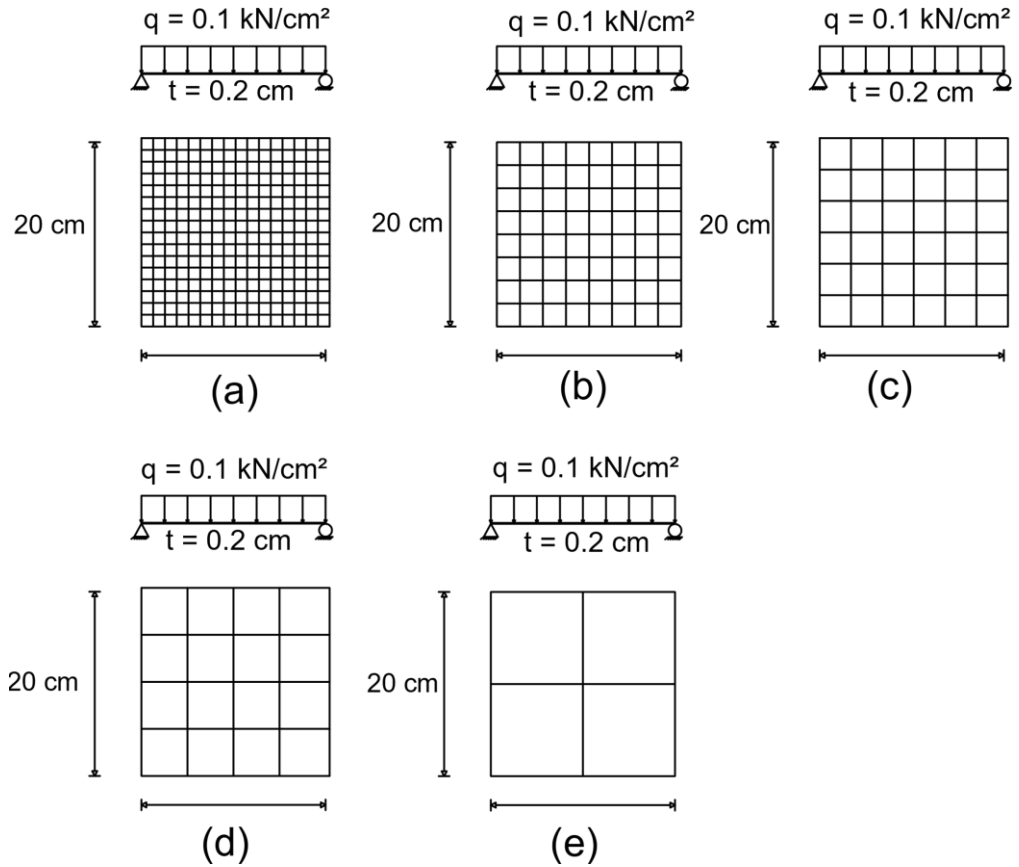 q = 0.1 kN/cm²
t = 0.2 cm
20 cm
(a)
q = 0.1 kN/cm²
t = 0.2 cm
20 cm
(b)
q = 0.1 kN/cm²
t = 0.2 cm
20 cm
(c)
q = 0.1 kN/cm²
t = 0.2 cm
20 cm
(d)
q = 0.1 kN/cm²
t = 0.2 cm
20 cm
(e)